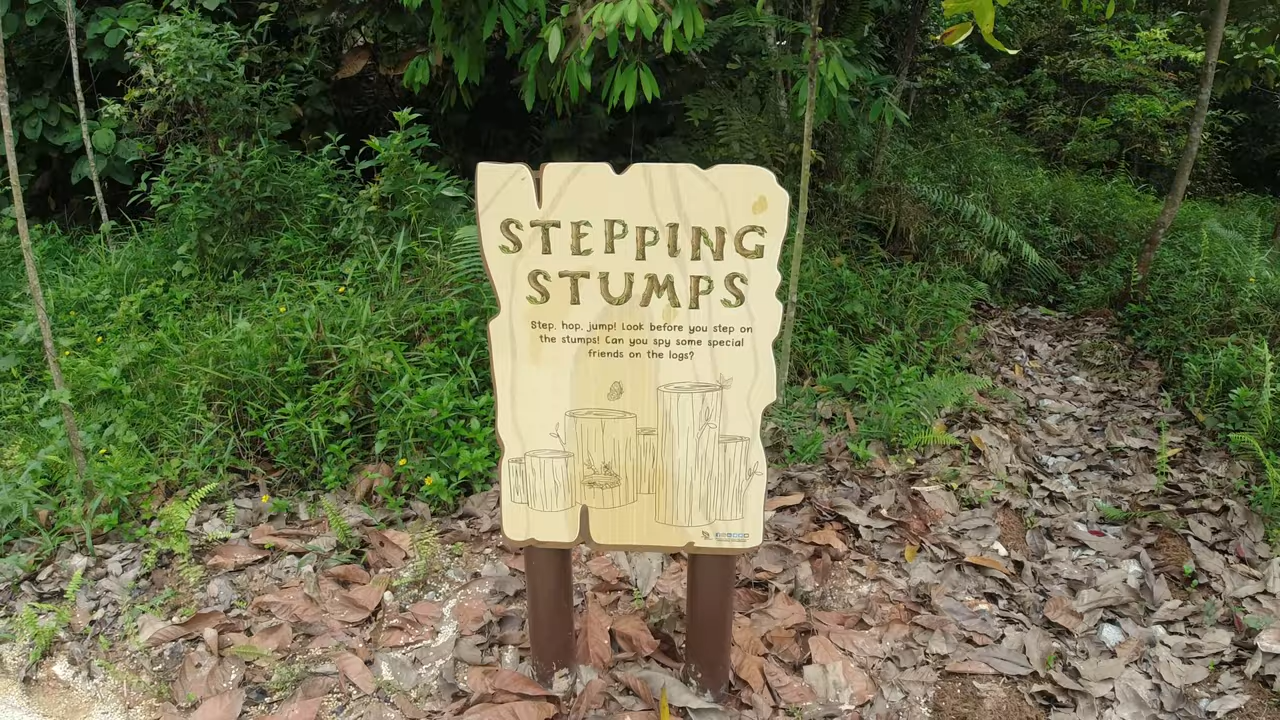 STEPPING
STUMPS
Step, hop, jump! Look before you step on
the stumps! Can you spy some special
friends on the logs?